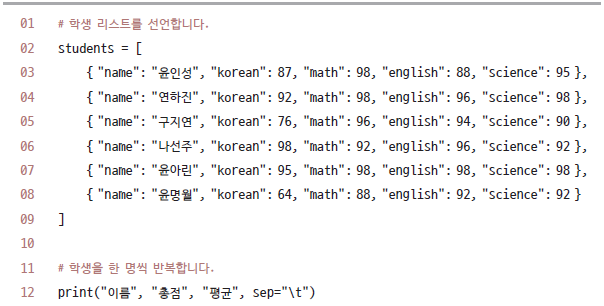 01 # 학생 리스트를 선언합니다.
02 students = [
03 { "name": "윤인성", "korean": 87, "math": 98, "english": 88, "science": 95 },
04 { "name": "연하진", "korean": 92, "math": 98, "english": 96, "science": 98 },
05 { "name": "구지연", "korean": 76, "math": 96, "english": 94, "science": 90 },
06 { "name": "나선주", "korean": 98, "math": 92, "english": 96, "science": 92 },
07 { "name": "윤아린", "korean": 95, "math": 98, "english": 98, "science": 98 },
08 { "name": "윤명월", "korean": 64, "math": 88, "english": 92, "science": 92 }
09 ]
10
11 # 학생을 한 명씩 반복합니다.
12 print("이름", "총점", "평균", sep="\t")